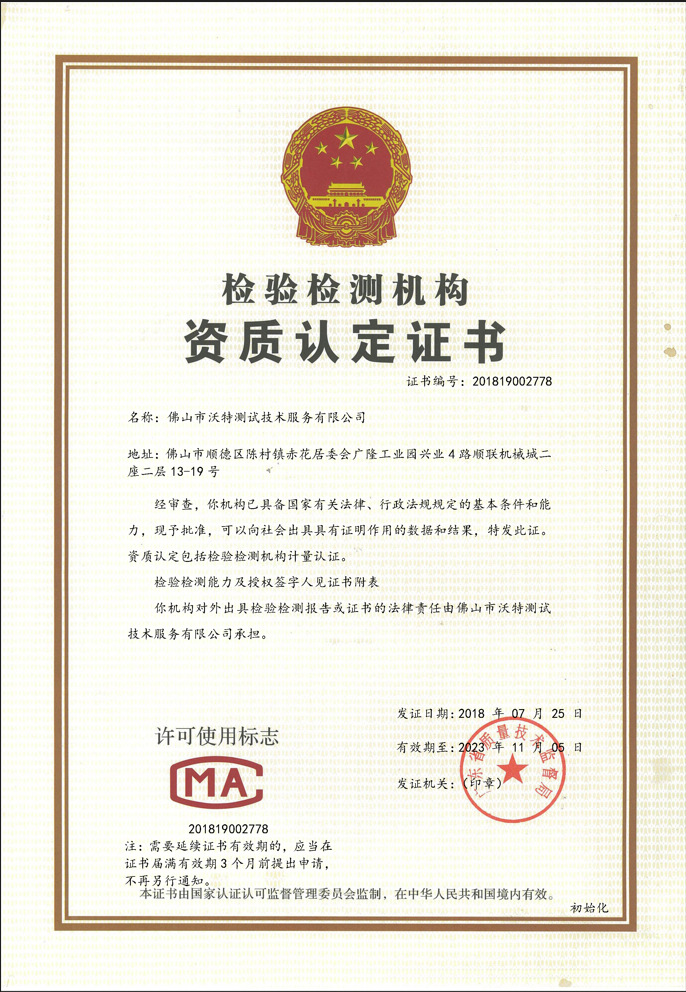 检验检测机构
资质认定证书
证书编号：201819002778
名称：佛山市沃特测试技术服务有限公司
地址：佛山市顺德区陈村镇赤花居委会广隆工业园兴业 4 路顺联机械城二
座二层 13-19 号
经审查，你机构已具备国家有关法律、行政法规规定的基本条件和能
力，现予批准，可以向社会出具具有证明作用的数据和结果，特发此证。
资质认定包括检验检测机构计量认证。
检验检测能力及授权签字人见证书附表
你机构对外出具检验检测报告或证书的法律责任由佛山市沃特测试
技术服务有限公司承担。
许可使用标志
MA
201819002778
注：需要延续证书有效期的，应当在
证书届满有效期 3 个月前提出申请，
不再另行通知。
发证日期：2018 年 07 月 25 日
有效期至：2023 年 11 月 05 日
发证机关：（印章）
广东省质量技术监督局
本证书由国家认证认可监督管理委员会监制，在中华人民共和国境内有效。
初始化